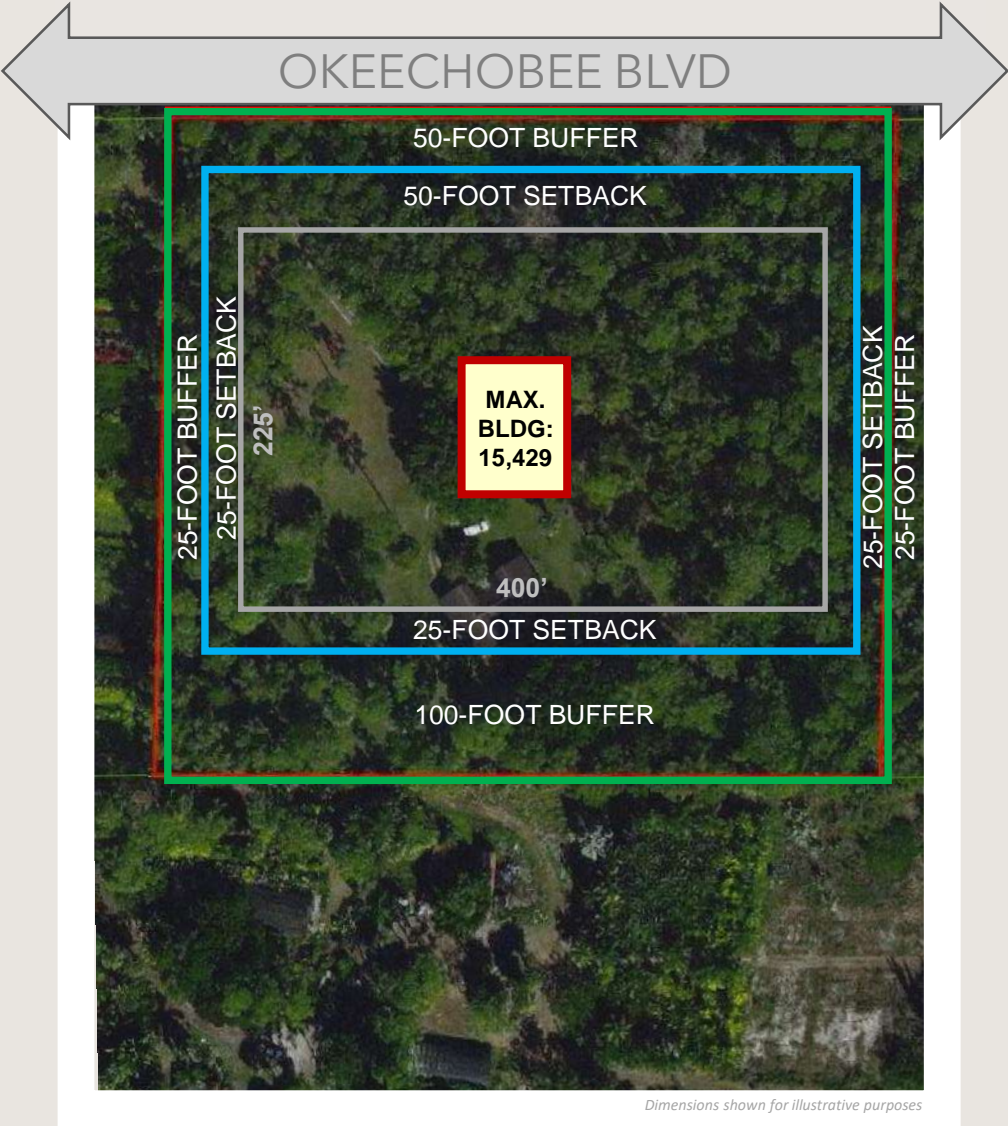 OKEECHOBEE BLVD
50-FOOT BUFFER
50-FOOT SETBACK
25-FOOT BUFFER
25-FOOT SETBACK
225’
MAX.
BLDG:
15,429
25-FOOT SETBACK
25-FOOT BUFFER
400’
25-FOOT SETBACK
100-FOOT BUFFER
Dimensions shown for illustrative purposes